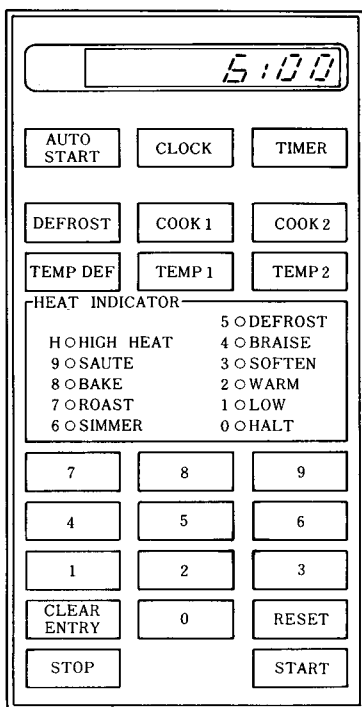 6:00
AUTO START
CLOCK
TIMER
DEFROST
COOK 1
COOK 2
TEMP DEF
TEMP 1
TEMP 2
HEAT INDICATOR
5 DEFROST
H HIGH HEAT
4 BRAISE
9 SAUTE
3 SOFTEN
8 BAKE
2 WARM
7 ROAST
1 LOW
6 SIMMER
0 HALT
7
8
9
4
5
6
1
2
3
CLEAR ENTRY
0
RESET
STOP
START